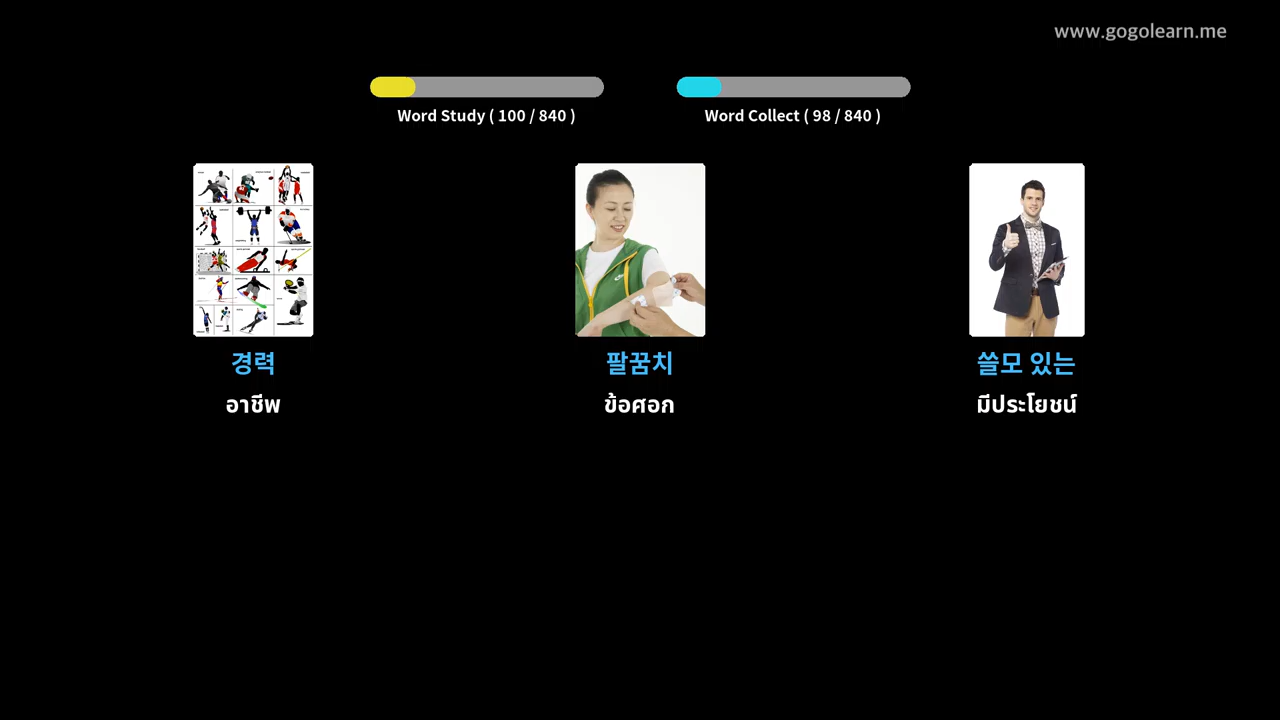 www.gogolearn.me
Word Study ( 100 / 840 )
Word Collect ( 98 / 840 )
경력
อาชีพ
팔꿈치
ข้อศอก
쓸모 있는
มีประโยชน์